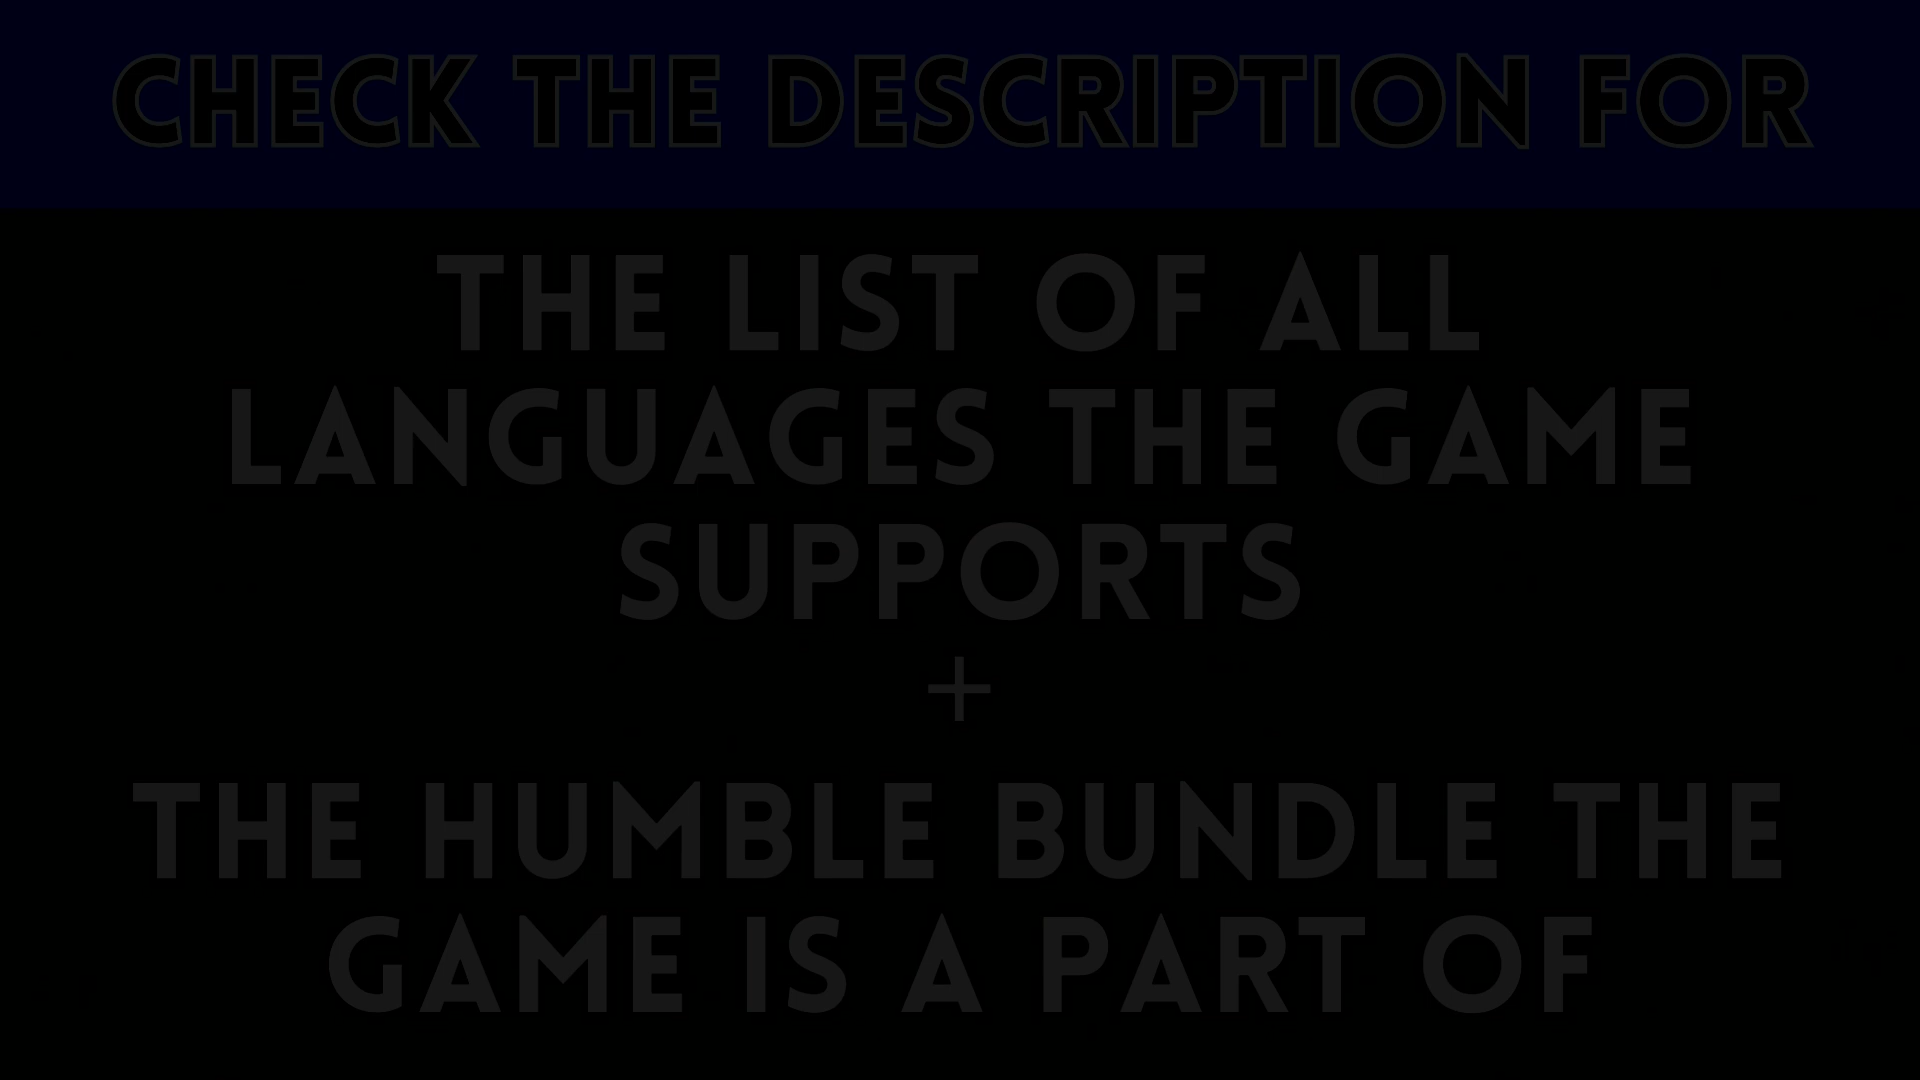 CHECK THE DESCRIPTION FOR
THE LIST OF ALL
LANGUAGES THE GAME
SUPPORTS
+
THE HUMBLE BUNDLE THE
GAME IS A PART OF